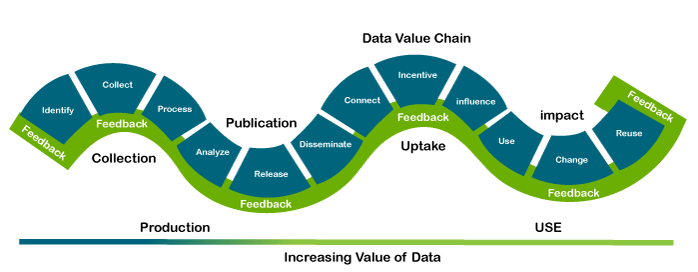 Data Value Chain
Identify
Collect
Process
Feedback
Feedback
Collection
Publication
Analyze
Release
Disseminate
Feedback
Connect
Incentive
influence
Feedback
Uptake
impact
Use
Change
Reuse
Feedback
Feedback
Production
USE
Increasing Value of Data